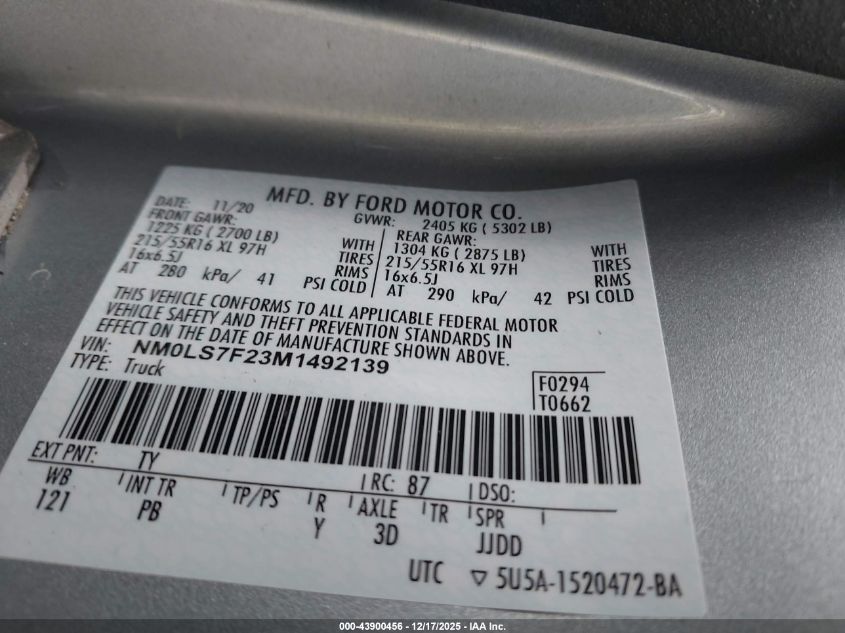 MFD. BY FORD MOTOR CO.
DATE: 11/20 GVWR: 2405 KG ( 5302 LB)
FRONT GAWR: REAR GAWR:
1225 KG ( 2700 LB) WITH 1304 KG ( 2875 LB) WITH
215/55R16 XL 97H TIRES 215/55R16 XL 97H TIRES
16x6.5J RIMS 16x6.5J RIMS
AT 280 kPa/ 41 PSI COLD AT 290 kPa/ 42 PSI COLD
THIS VEHICLE CONFORMS TO ALL APPLICABLE FEDERAL MOTOR
VEHICLE SAFETY AND THEFT PREVENTION STANDARDS IN
EFFECT ON THE DATE OF MANUFACTURE SHOWN ABOVE.
VIN: NM0LS7F23M1492139
TYPE: Truck
F0294
T0662
EXT PNT: TY RC: 87 DSO:
WB INT TR TP/PS R AXLE TR SPR
121 PB Y 3D JJDD
UTC ▽ 5U5A-1520472-BA
000-43900456 – 12/17/2025 – IAA Inc.